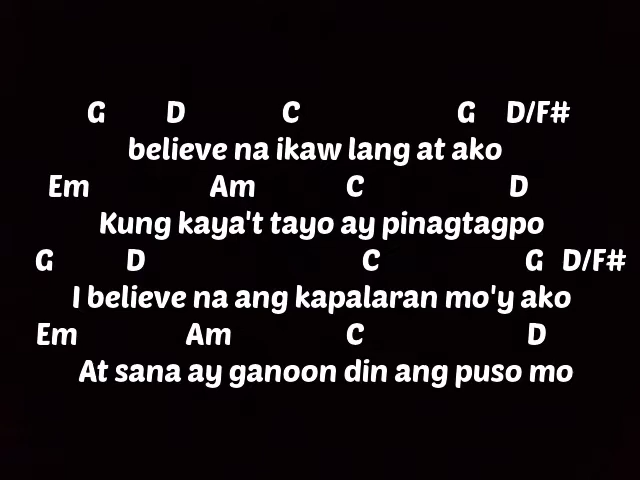 G D C G D/F#
believe na ikaw lang at ako
Em Am C D
Kung kaya't tayo ay pinagtagpo
G D C G D/F#
I believe na ang kapalaran mo'y ako
Em Am C D
At sana ay ganoon din ang puso mo